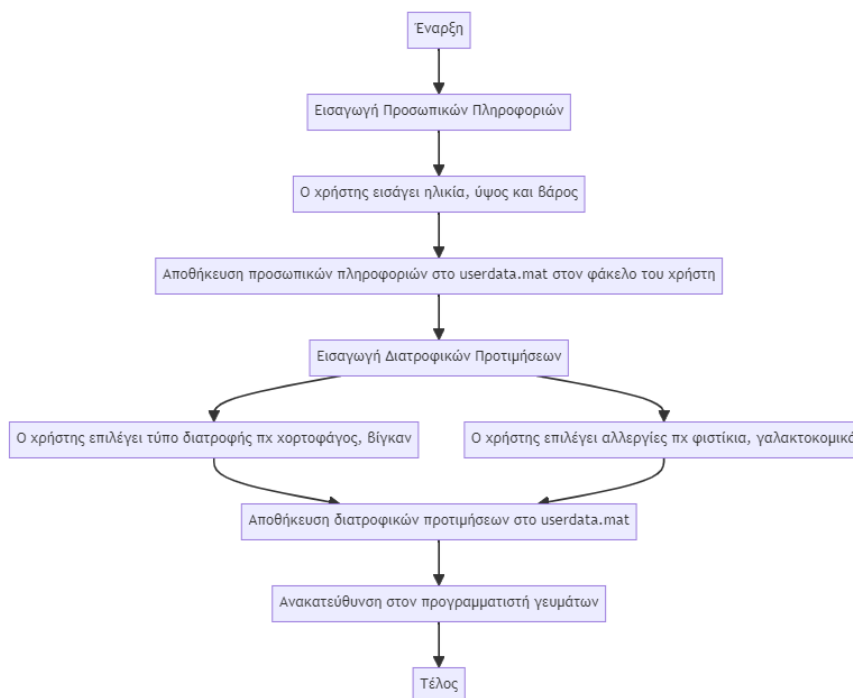 Έναρξη
Εισαγωγή Προσωπικών Πληροφοριών
Ο χρήστης εισάγει ηλικία, ύψος και βάρος
Αποθήκευση προσωπικών πληροφοριών στο userdata.mat στον φάκελο του χρήστη
Εισαγωγή Διατροφικών Προτιμήσεων
Ο χρήστης επιλέγει τύπο διατροφής πχ χορτοφάγος, βίγκαν
Ο χρήστης επιλέγει αλλεργίες πχ φιστίκια, γαλακτοκομικά
Αποθήκευση διατροφικών προτιμήσεων στο userdata.mat
Ανακατεύθυνση στον προγραμματιστή γευμάτων
Τέλος